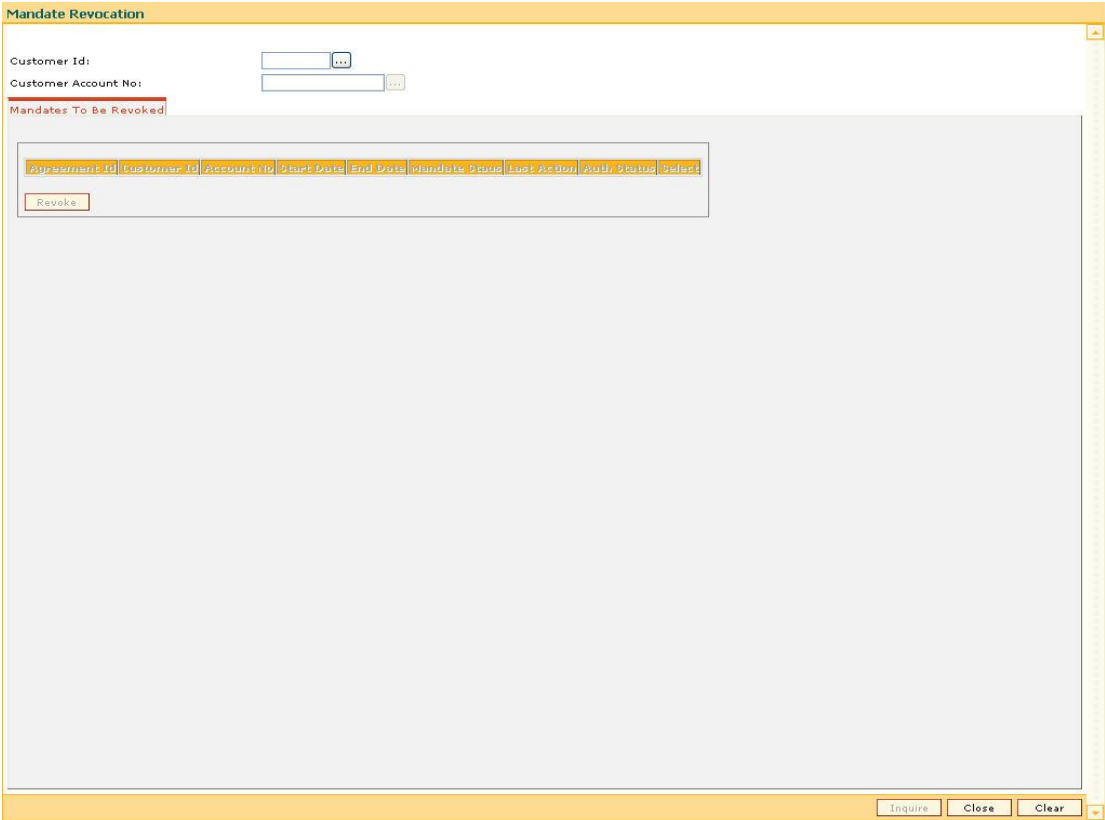 Mandate Revocation
Customer Id: ...
Customer Account No: ...
Mandates To Be Revoked
Agreement Id Customer Id Account No Start Date End Date Mandate Staus Last Action Auth Status Select
Revoke
Inquire Close Clear